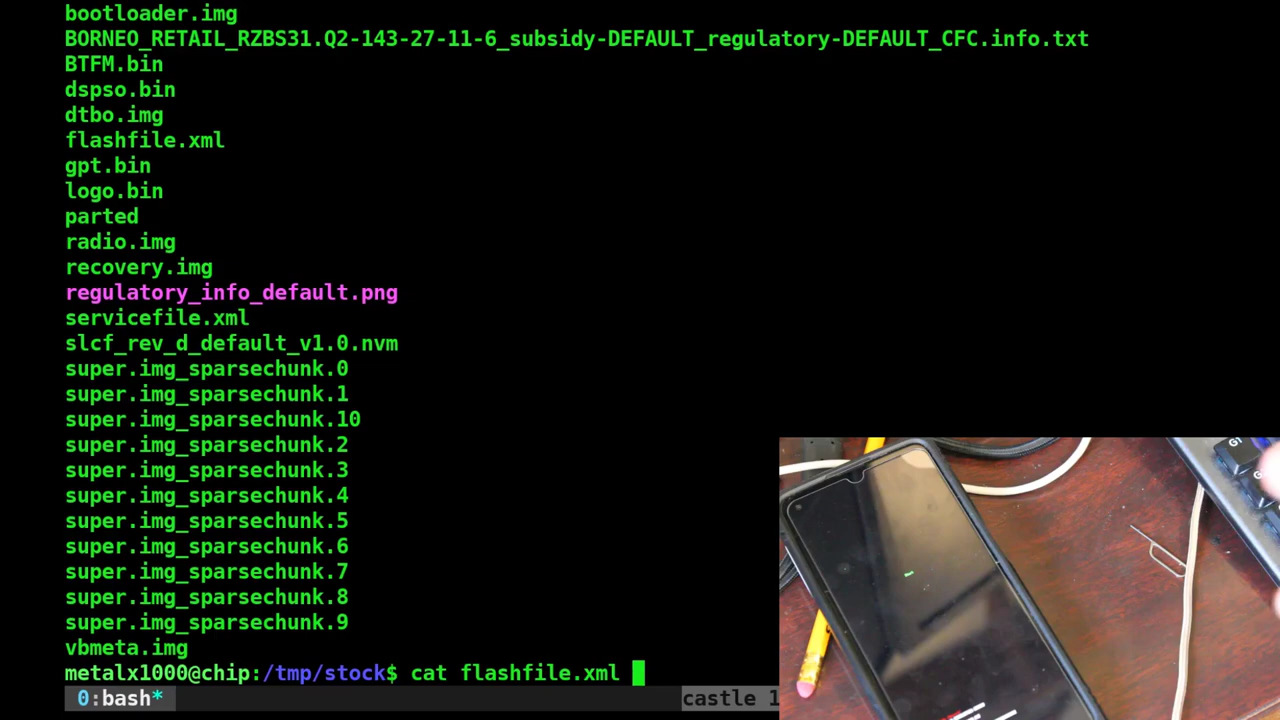 bootloader.img
BORNEO_RETAIL_RZBS31.Q2-143-27-11-6_subsidy-DEFAULT_regulatory-DEFAULT_CFC.info.txt
BTFM.bin
dspso.bin
dtbo.img
flashfile.xml
gpt.bin
logo.bin
parted
radio.img
recovery.img
regulatory_info_default.png
servicefile.xml
slcf_rev_d_default_v1.0.nvm
super.img_sparsechunk.0
super.img_sparsechunk.1
super.img_sparsechunk.10
super.img_sparsechunk.2
super.img_sparsechunk.3
super.img_sparsechunk.4
super.img_sparsechunk.5
super.img_sparsechunk.6
super.img_sparsechunk.7
super.img_sparsechunk.8
super.img_sparsechunk.9
vbmeta.img
metalx1000@chip:/tmp/stock$ cat flashfile.xml
0:bash* castle 1
G1